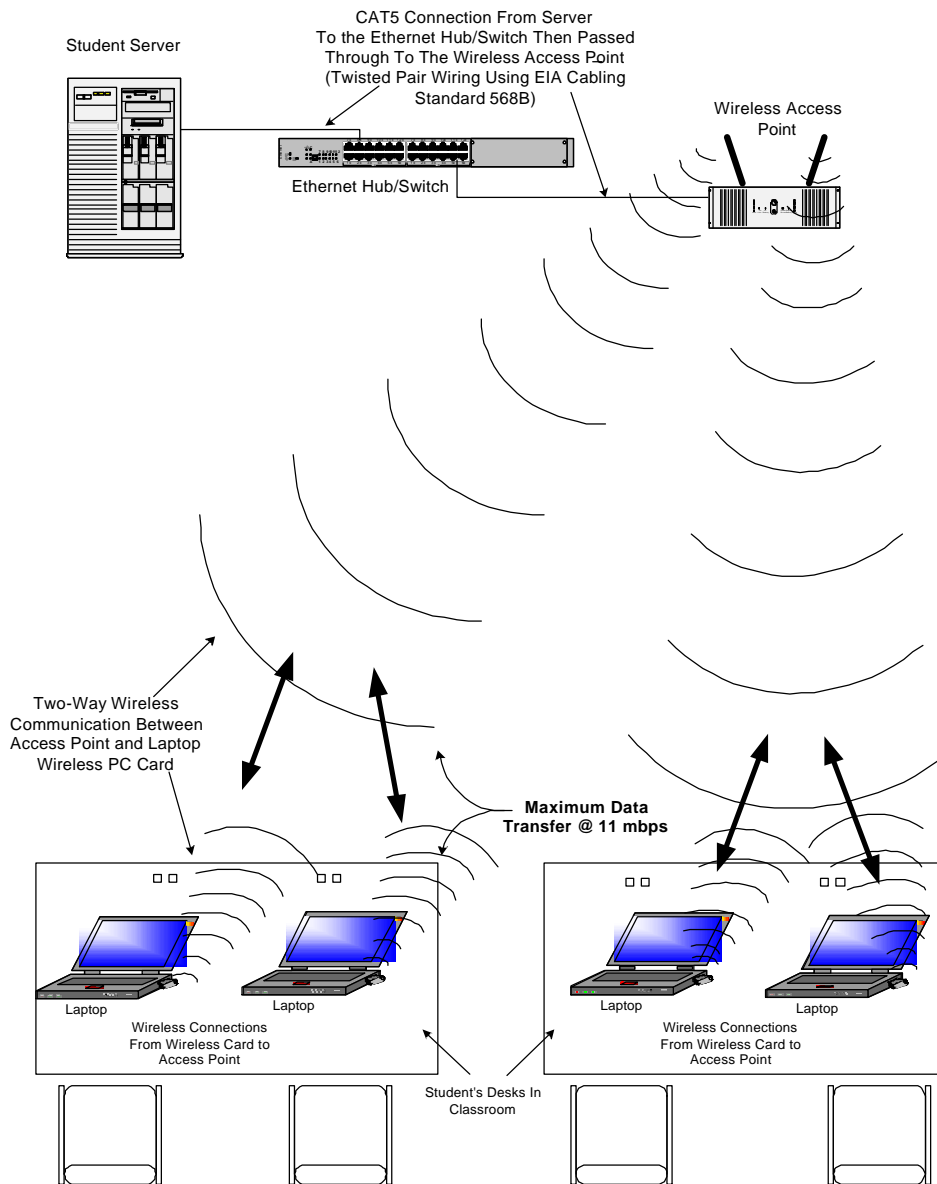 CAT5 Connection From Server
To the Ethernet Hub/Switch Then Passed
Through To The Wireless Access Point
(Twisted Pair Wiring Using EIA Cabling
Standard 568B)
Student Server
Wireless Access
Point
Ethernet Hub/Switch
Two-Way Wireless
Communication Between
Access Point and Laptop
Wireless PC Card
Maximum Data
Transfer @ 11 mbps
Laptop
Laptop
Laptop
Laptop
Wireless Connections
From Wireless Card to
Access Point
Wireless Connections
From Wireless Card to
Access Point
Student's Desks In
Classroom